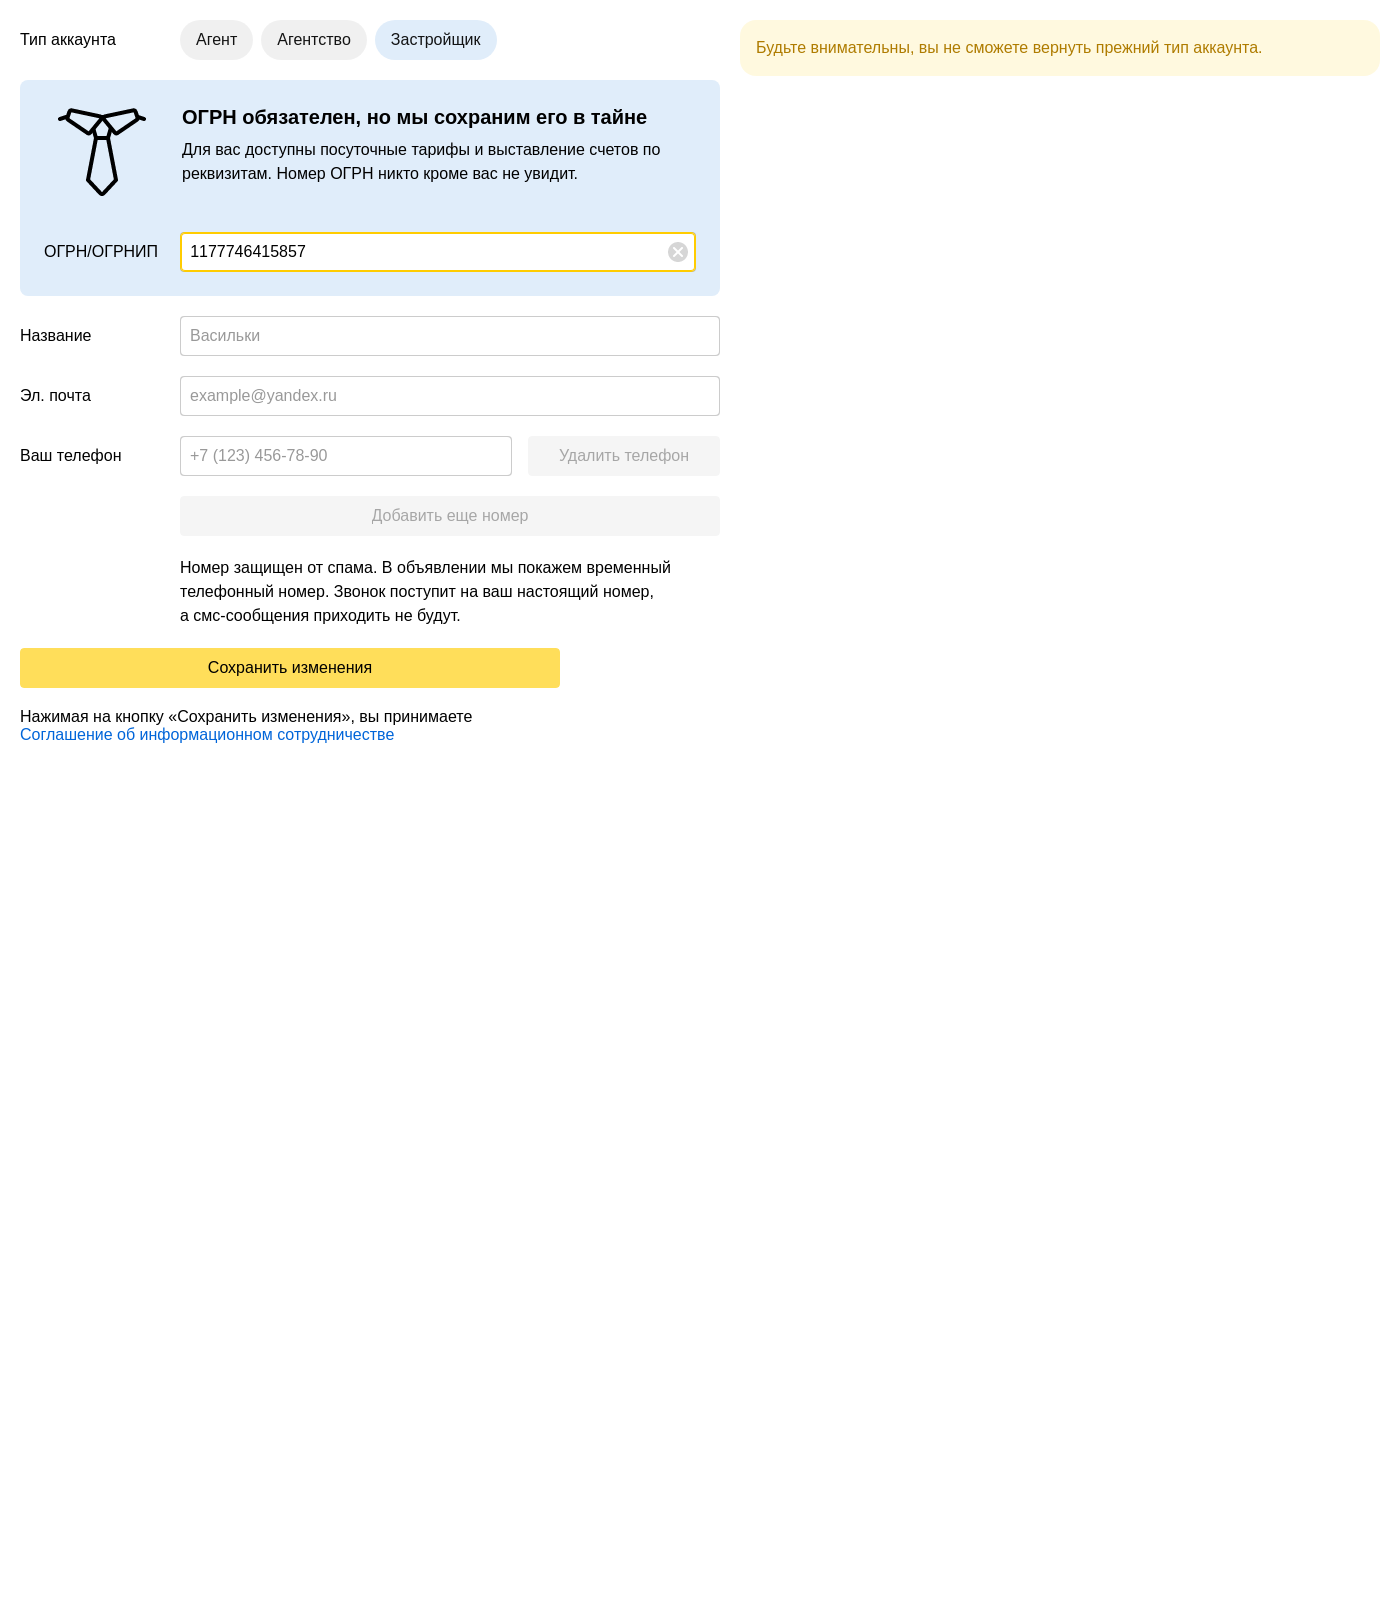 Тип аккаунта
Агент
Агентство
Застройщик
Будьте внимательны, вы не сможете вернуть прежний тип аккаунта.
ОГРН обязателен, но мы сохраним его в тайне
Для вас доступны посуточные тарифы и выставление счетов по
реквизитам. Номер ОГРН никто кроме вас не увидит.
ОГРН/ОГРНИП
1177746415857
Название
Васильки
Эл. почта
example@yandex.ru
Ваш телефон
+7 (123) 456-78-90
Удалить телефон
Добавить еще номер
Номер защищен от спама. В объявлении мы покажем временный
телефонный номер. Звонок поступит на ваш настоящий номер,
а смс-сообщения приходить не будут.
Сохранить изменения
Нажимая на кнопку «Сохранить изменения», вы принимаете
Соглашение об информационном сотрудничестве